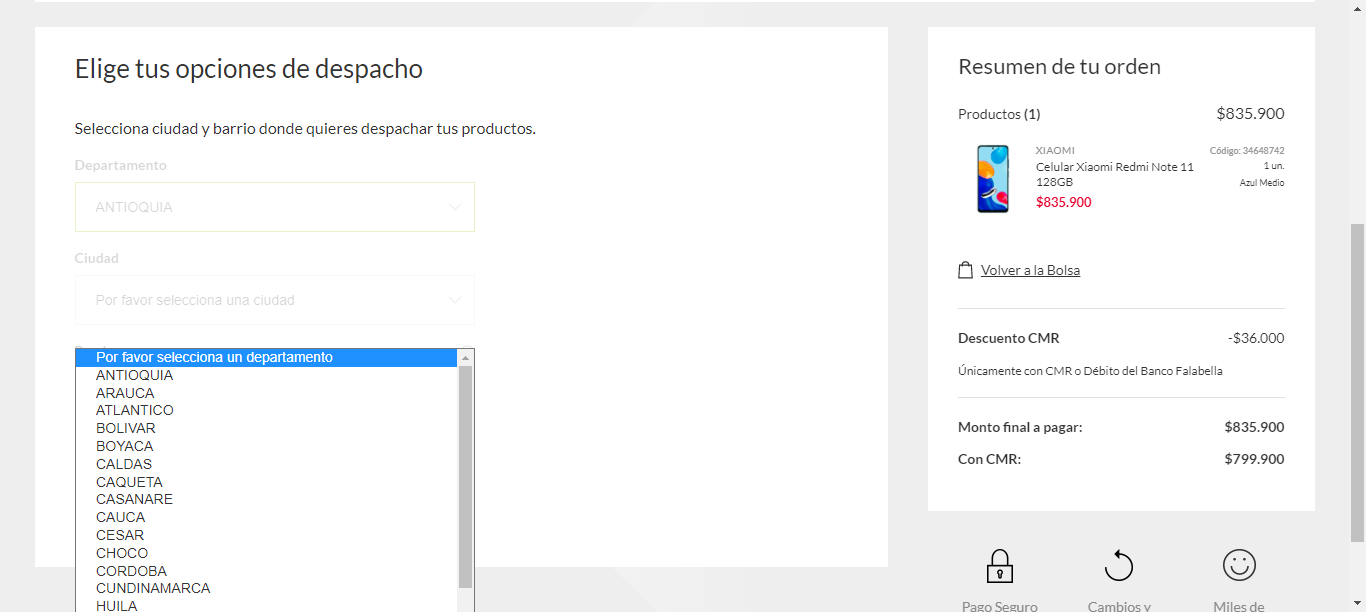 Elige tus opciones de despacho
Selecciona ciudad y barrio donde quieres despachar tus productos.
Departamento
ANTIOQUIA
Ciudad
Por favor selecciona una ciudad
Por favor selecciona un departamento
ANTIOQUIA
ARAUCA
ATLANTICO
BOLIVAR
BOYACA
CALDAS
CAQUETA
CASANARE
CAUCA
CESAR
CHOCO
CORDOBA
CUNDINAMARCA
HUILA
Resumen de tu orden
Productos (1) $835.900
XIAOMI Código: 34648742
Celular Xiaomi Redmi Note 11 1 un.
128GB Azul Medio
$835.900
Volver a la Bolsa
Descuento CMR -$36.000
Únicamente con CMR o Débito del Banco Falabella
Monto final a pagar: $835.900
Con CMR: $799.900
Pago Seguro Cambios y Miles de